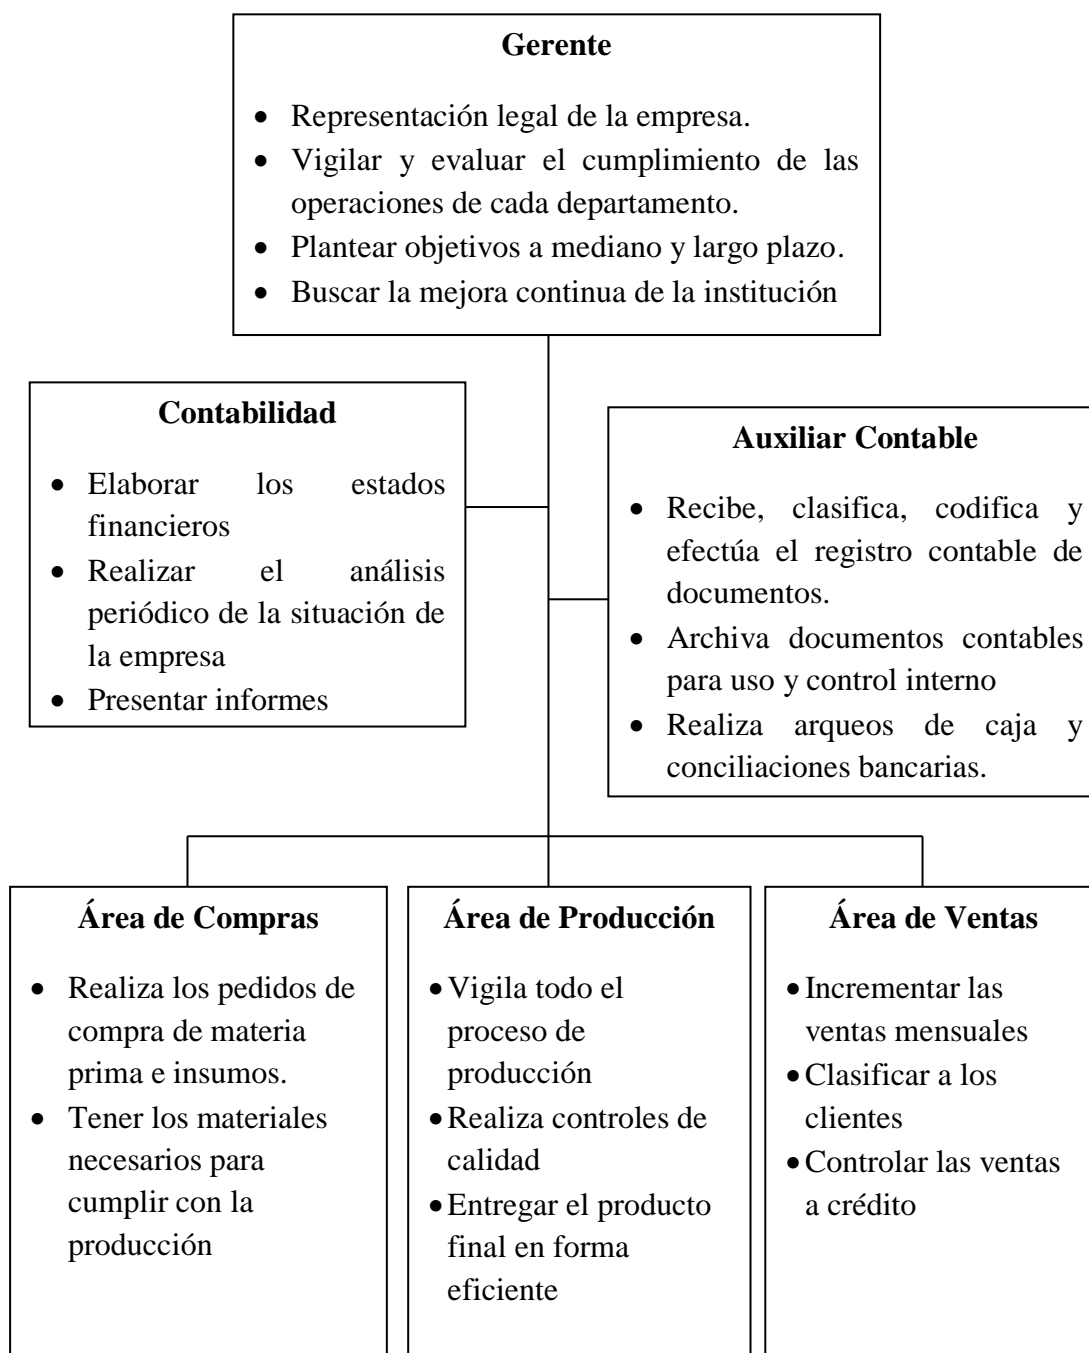 Gerente
• Representación legal de la empresa.
• Vigilar y evaluar el cumplimiento de las
operaciones de cada departamento.
• Plantear objetivos a mediano y largo plazo.
• Buscar la mejora continua de la institución
Contabilidad
• Elaborar los estados
financieros
• Realizar el análisis
periódico de la situación de
la empresa
• Presentar informes
Auxiliar Contable
• Recibe, clasifica, codifica y
efectúa el registro contable de
documentos.
• Archiva documentos contables
para uso y control interno
• Realiza arqueos de caja y
conciliaciones bancarias.
Área de Compras
• Realiza los pedidos de
compra de materia
prima e insumos.
• Tener los materiales
necesarios para
cumplir con la
producción
Área de Producción
• Vigila todo el
proceso de
producción
• Realiza controles de
calidad
• Entregar el producto
final en forma
eficiente
Área de Ventas
• Incrementar las
ventas mensuales
• Clasificar a los
clientes
• Controlar las ventas
a crédito